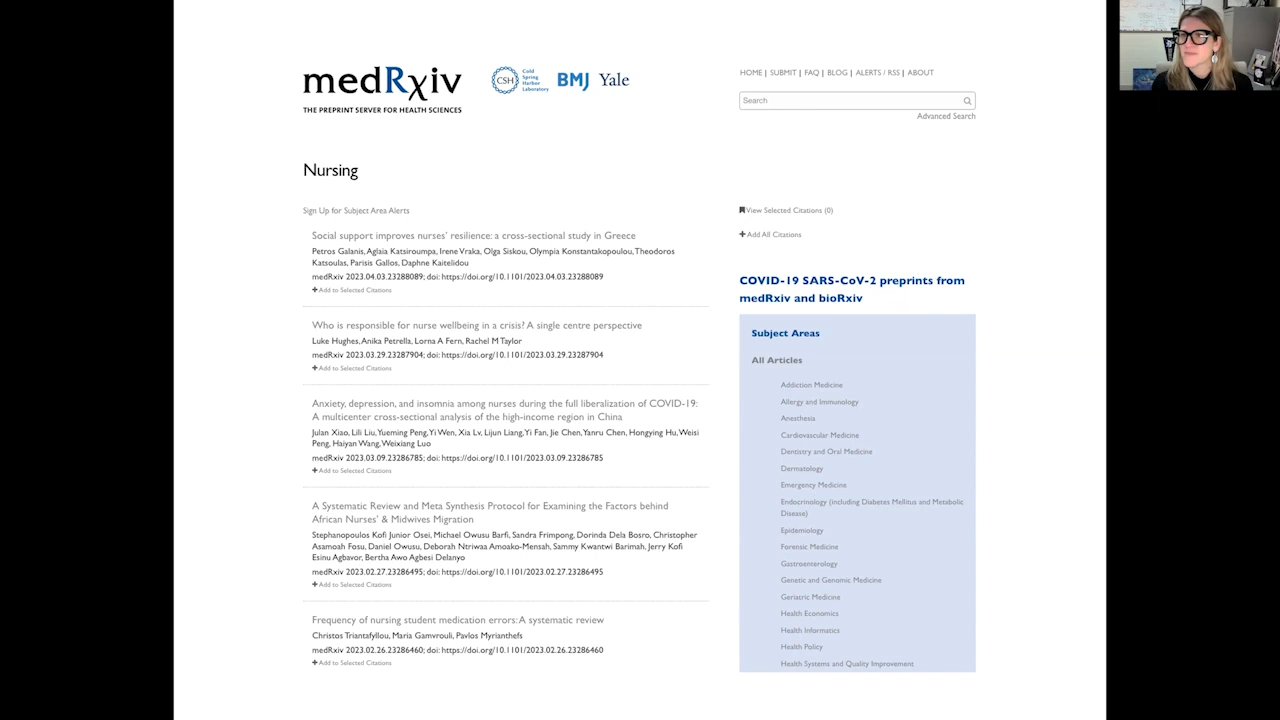 medRxiv
THE PREPRINT SERVER FOR HEALTH SCIENCES
CSH Cold Spring Harbor Laboratory
BMJ Yale
HOME | SUBMIT | FAQ | BLOG | ALERTS / RSS | ABOUT
Search
Advanced Search
Nursing
Sign Up for Subject Area Alerts
Social support improves nurses' resilience: a cross-sectional study in Greece
Petros Galanis, Aglaia Katsiroumpa, Irene Vraka, Olga Siskou, Olympia Konstantakopoulou, Theodoros
Katsoulas, Parisis Gallos, Daphne Kaitelidou
medRxiv 2023.04.03.23288089; doi: https://doi.org/10.1101/2023.04.03.23288089
Add to Selected Citations
Who is responsible for nurse wellbeing in a crisis? A single centre perspective
Luke Hughes, Anika Petrella, Lorna A Fern, Rachel M Taylor
medRxiv 2023.03.29.23287904; doi: https://doi.org/10.1101/2023.03.29.23287904
Add to Selected Citations
Anxiety, depression, and insomnia among nurses during the full liberalization of COVID-19:
A multicenter cross-sectional analysis of the high-income region in China
Julan Xiao, Lili Liu, Yueming Peng, Yi Wen, Xia Lv, Lijun Liang, Yi Fan, Jie Chen, Yanru Chen, Hongying Hu, Weisi
Peng, Haiyan Wang, Weixiang Luo
medRxiv 2023.03.09.23286785; doi: https://doi.org/10.1101/2023.03.09.23286785
Add to Selected Citations
A Systematic Review and Meta Synthesis Protocol for Examining the Factors behind
African Nurses' & Midwives Migration
Stephanopoulos Kofi Junior Osei, Michael Owusu Barfi, Sandra Frimpong, Dorinda Dela Bosro, Christopher
Asamoah Fosu, Daniel Owusu, Deborah Ntriwaa Amoako-Mensah, Sammy Kwantwi Barimah, Jerry Kofi
Esinu Agbavor, Bertha Awo Agbesi Delanyo
medRxiv 2023.02.27.23286495; doi: https://doi.org/10.1101/2023.02.27.23286495
Add to Selected Citations
Frequency of nursing student medication errors: A systematic review
Christos Triantafyllou, Maria Gamvrouli, Pavlos Myrianthefs
medRxiv 2023.02.26.23286460; doi: https://doi.org/10.1101/2023.02.26.23286460
Add to Selected Citations
View Selected Citations (0)
Add All Citations
COVID-19 SARS-CoV-2 preprints from
medRxiv and bioRxiv
Subject Areas
All Articles
Addiction Medicine
Allergy and Immunology
Anesthesia
Cardiovascular Medicine
Dentistry and Oral Medicine
Dermatology
Emergency Medicine
Endocrinology (including Diabetes Mellitus and Metabolic
Disease)
Epidemiology
Forensic Medicine
Gastroenterology
Genetic and Genomic Medicine
Geriatric Medicine
Health Economics
Health Informatics
Health Policy
Health Systems and Quality Improvement